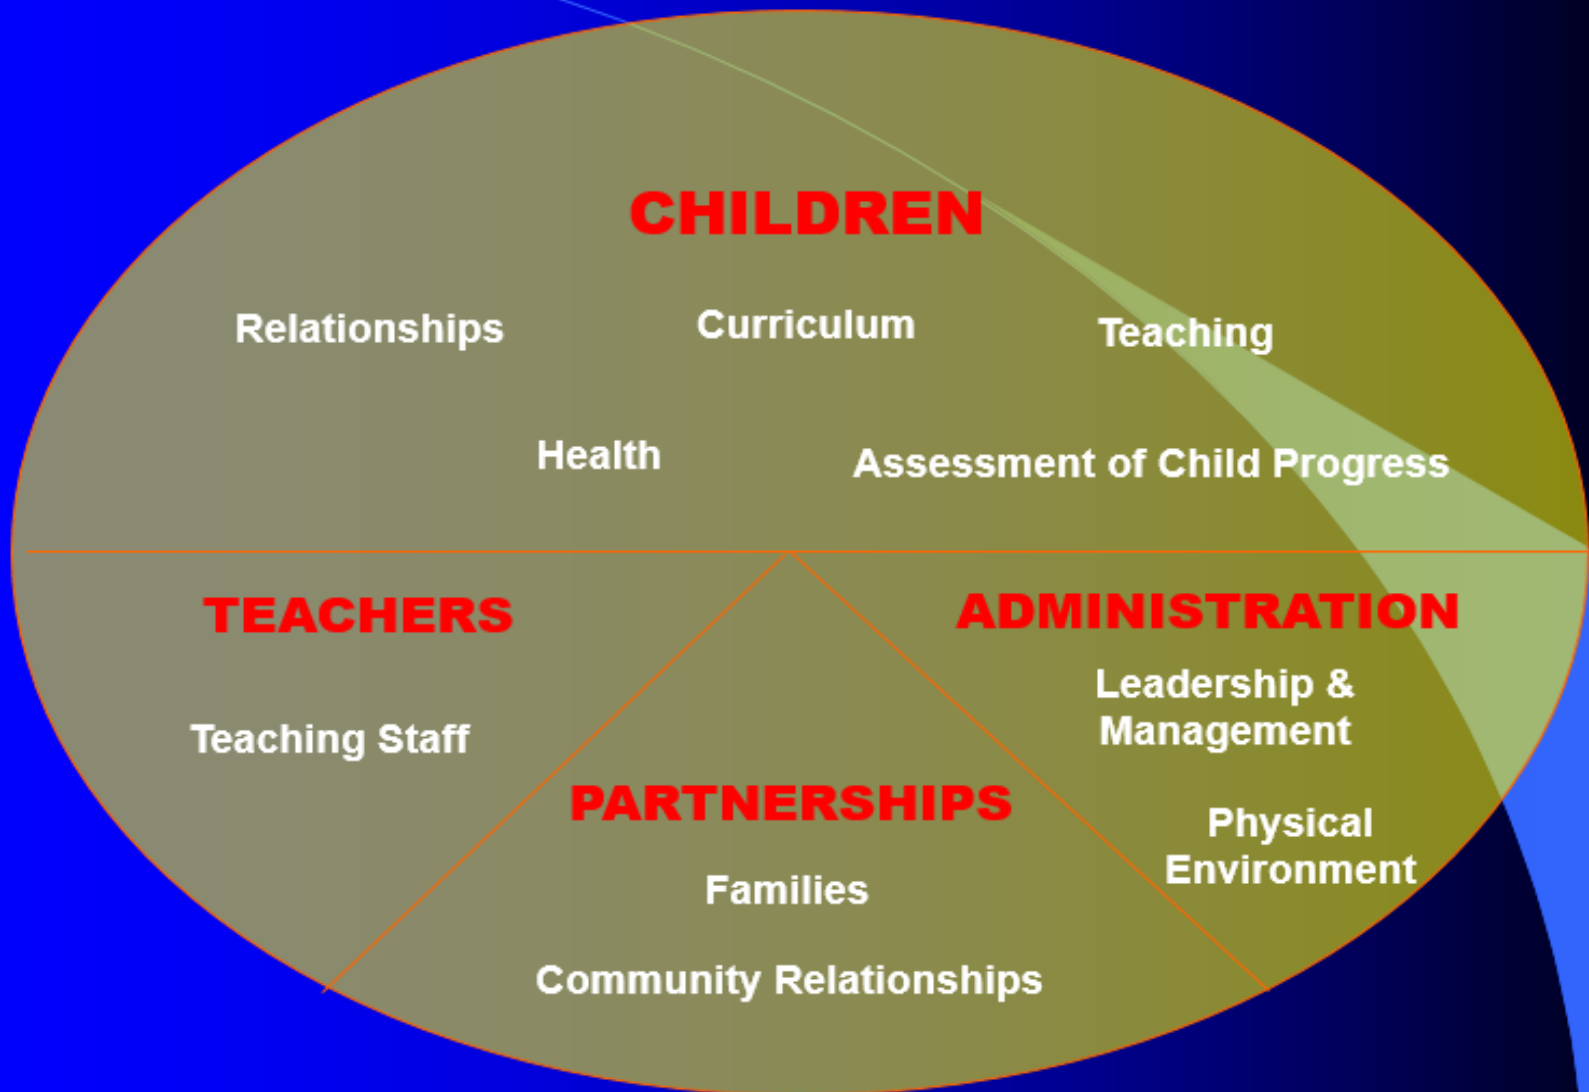 CHILDREN
Relationships
Curriculum
Teaching
Health
Assessment of Child Progress
TEACHERS
Teaching Staff
PARTNERSHIPS
Families
Community Relationships
ADMINISTRATION
Leadership &
Management
Physical
Environment